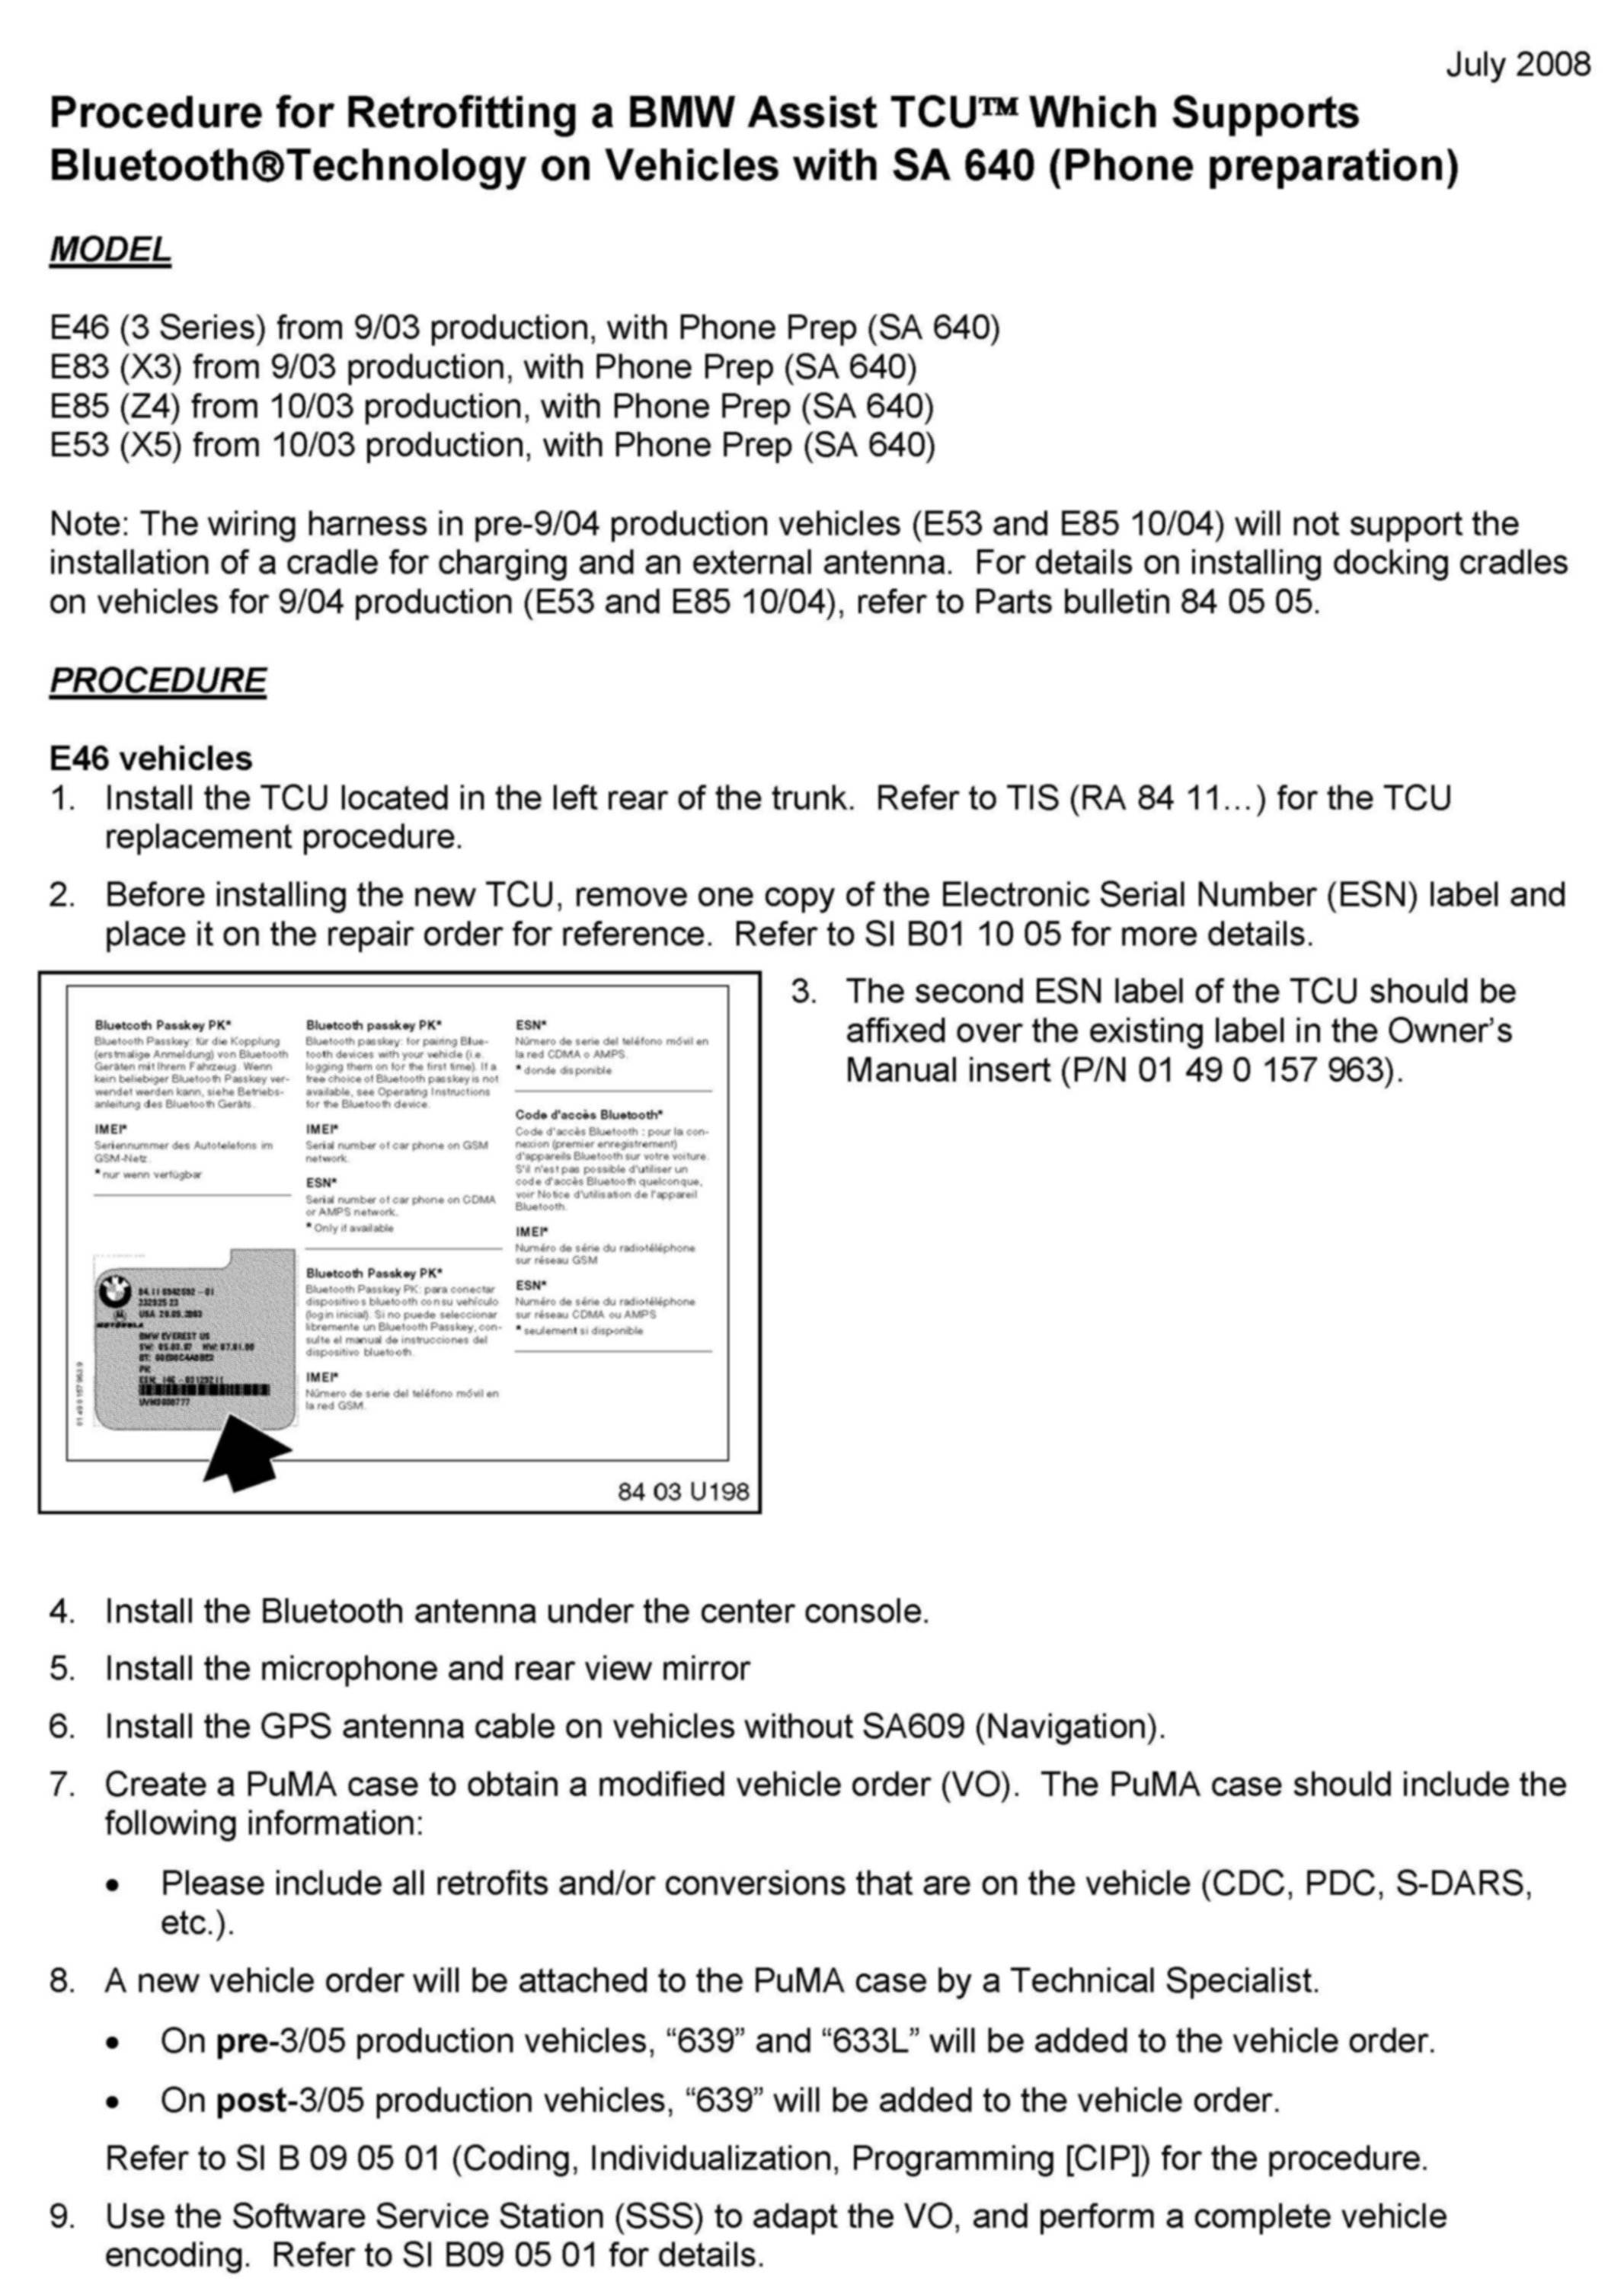 July 2008
Procedure for Retrofitting a BMW Assist TCU™ Which Supports
Bluetooth®Technology on Vehicles with SA 640 (Phone preparation)
MODEL
E46 (3 Series) from 9/03 production, with Phone Prep (SA 640)
E83 (X3) from 9/03 production, with Phone Prep (SA 640)
E85 (Z4) from 10/03 production, with Phone Prep (SA 640)
E53 (X5) from 10/03 production, with Phone Prep (SA 640)
Note: The wiring harness in pre-9/04 production vehicles (E53 and E85 10/04) will not support the
installation of a cradle for charging and an external antenna. For details on installing docking cradles
on vehicles for 9/04 production (E53 and E85 10/04), refer to Parts bulletin 84 05 05.
PROCEDURE
E46 vehicles
1. Install the TCU located in the left rear of the trunk. Refer to TIS (RA 84 11…) for the TCU
replacement procedure.
2. Before installing the new TCU, remove one copy of the Electronic Serial Number (ESN) label and
place it on the repair order for reference. Refer to SI B01 10 05 for more details.
3. The second ESN label of the TCU should be
affixed over the existing label in the Owner's
Manual insert (P/N 01 49 0 157 963).
Bluetooth Passkey PK*
Bluetooth Passkey: für die Kopplung
(erstmalige Anmeldung) von Bluetooth
Geräten mit Ihrem Fahrzeug. Wenn
kein beliebiger Bluetooth Passkey ver-
wendet werden kann, siehe Betriebs-
anleitung des Bluetooth Geräts.
IMEI*
Seriennummer des Autotelefons im
GSM-Netz.
* nur wenn verfügbar
MOTOROLA
USA
BMW EVEREST US
PK:
01 49 0 157 963 9
Bluetooth passkey PK*
Bluetooth passkey: for pairing Blue-
tooth devices with your vehicle (i.e.
logging them on for the first time). If a
free choice of Bluetooth passkey is not
available, see Operating Instructions
for the Bluetooth device.
IMEI*
Serial number of car phone on GSM
network.
ESN*
Serial number of car phone on CDMA
or AMPS network.
* Only if available
Bluetooth Passkey PK*
Bluetooth Passkey PK: para conectar
dispositivos bluetooth con su vehículo
(login inicial). Si no puede seleccionar
libremente un Bluetooth Passkey, con-
sulte el manual de instrucciones del
dispositivo bluetooth.
IMEI*
Número de serie del teléfono móvil en
la red GSM.
ESN*
Número de serie del teléfono móvil en
la red CDMA o AMPS.
* donde disponible
Code d'accès Bluetooth*
Code d'accès Bluetooth : pour la con-
nexion (premier enregistrement)
d'appareils Bluetooth sur votre voiture.
S'il n'est pas possible d'utiliser un
code d'accès Bluetooth quelconque,
voir Notice d'utilisation de l'appareil
Bluetooth.
IMEI*
Numéro de série du radiotéléphone
sur réseau GSM
ESN*
Numéro de série du radiotéléphone
sur réseau CDMA ou AMPS
* seulement si disponible
84 03 U198
4. Install the Bluetooth antenna under the center console.
5. Install the microphone and rear view mirror
6. Install the GPS antenna cable on vehicles without SA609 (Navigation).
7. Create a PuMA case to obtain a modified vehicle order (VO). The PuMA case should include the
following information:
• Please include all retrofits and/or conversions that are on the vehicle (CDC, PDC, S-DARS,
etc.).
8. A new vehicle order will be attached to the PuMA case by a Technical Specialist.
• On pre-3/05 production vehicles, “639” and “633L” will be added to the vehicle order.
• On post-3/05 production vehicles, “639” will be added to the vehicle order.
Refer to SI B 09 05 01 (Coding, Individualization, Programming [CIP]) for the procedure.
9. Use the Software Service Station (SSS) to adapt the VO, and perform a complete vehicle
encoding. Refer to SI B09 05 01 for details.